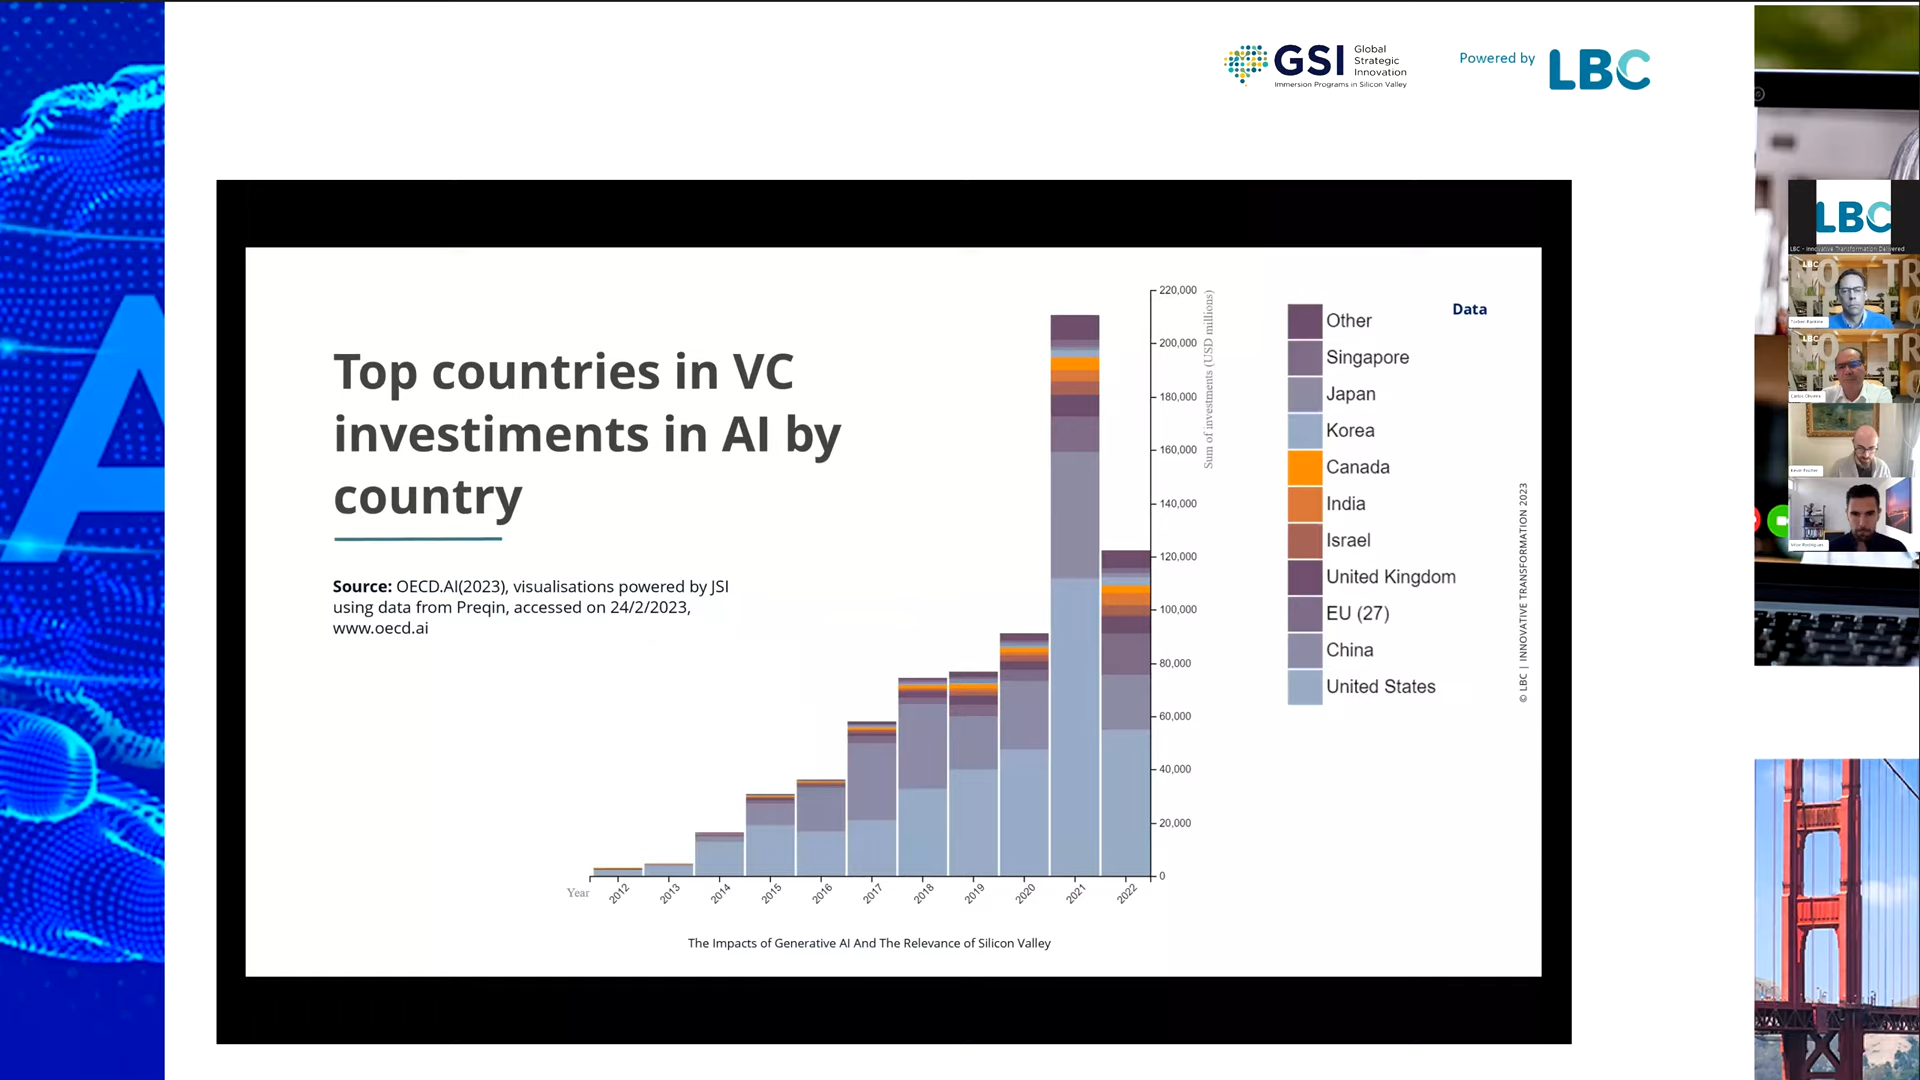 GSI
Global
Strategic
Innovation
Immersion Programs in Silicon Valley
Powered by
LBC
A
Top countries in VC
investiments in AI by
country
Source: OECD.AI(2023), visualisations powered by JSI
using data from Preqin, accessed on 24/2/2023,
www.oecd.ai
220,000
200,000
180,000
160,000
140,000
120,000
100,000
80,000
60,000
40,000
20,000
0
Sum of investments (USD millions)
Year
2012
2013
2014
2015
2016
2017
2018
2019
2020
2021
2022
Data
Other
Singapore
Japan
Korea
Canada
India
Israel
United Kingdom
EU (27)
China
United States
© LBC | INNOVATIVE TRANSFORMATION 2023
The Impacts of Generative AI And The Relevance of Silicon Valley
LBC
LBC - Innovative Transformation Delivered